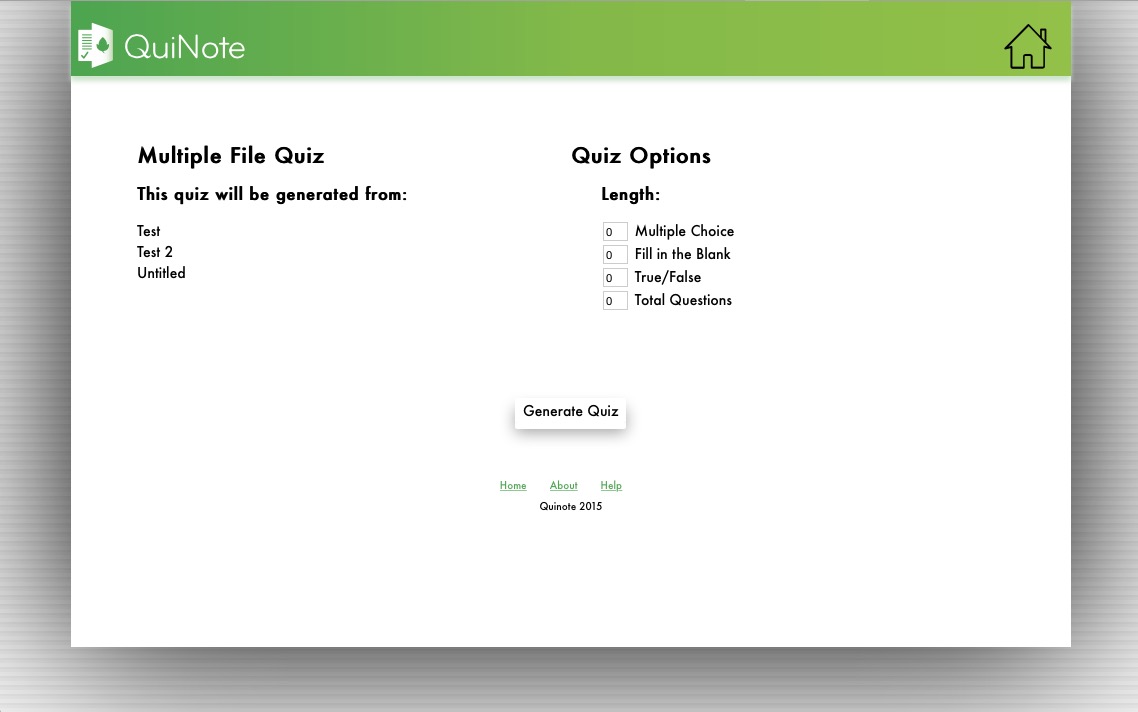 QuiNote
Multiple File Quiz
This quiz will be generated from:
Test
Test 2
Untitled
Quiz Options
Length:
0 Multiple Choice
0 Fill in the Blank
0 True/False
0 Total Questions
Generate Quiz
Home About Help
Quinote 2015